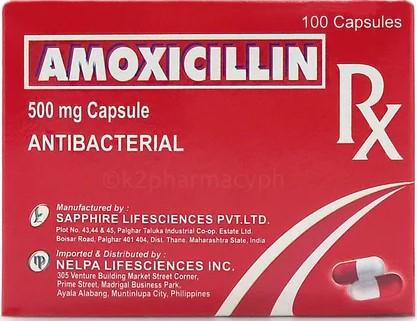 100 Capsules
AMOXICILLIN
500 mg Capsule
ANTIBACTERIAL
Rx
©k2pharmacyph
Manufactured by :
SAPPHIRE LIFESCIENCES PVT.LTD.
Plot No. 43,44 & 45, Palghar Taluka Industrial Co-op. Estate Ltd.
Boisar Road, Palghar 401 404, Dist. Thane. Maharashtra State, India
Imported & Distributed by :
NELPA LIFESCIENCES INC.
305 Venture Building Market Street Corner,
Prime Street, Madrigal Business Park,
Ayala Alabang, Muntinlupa City, Philippines